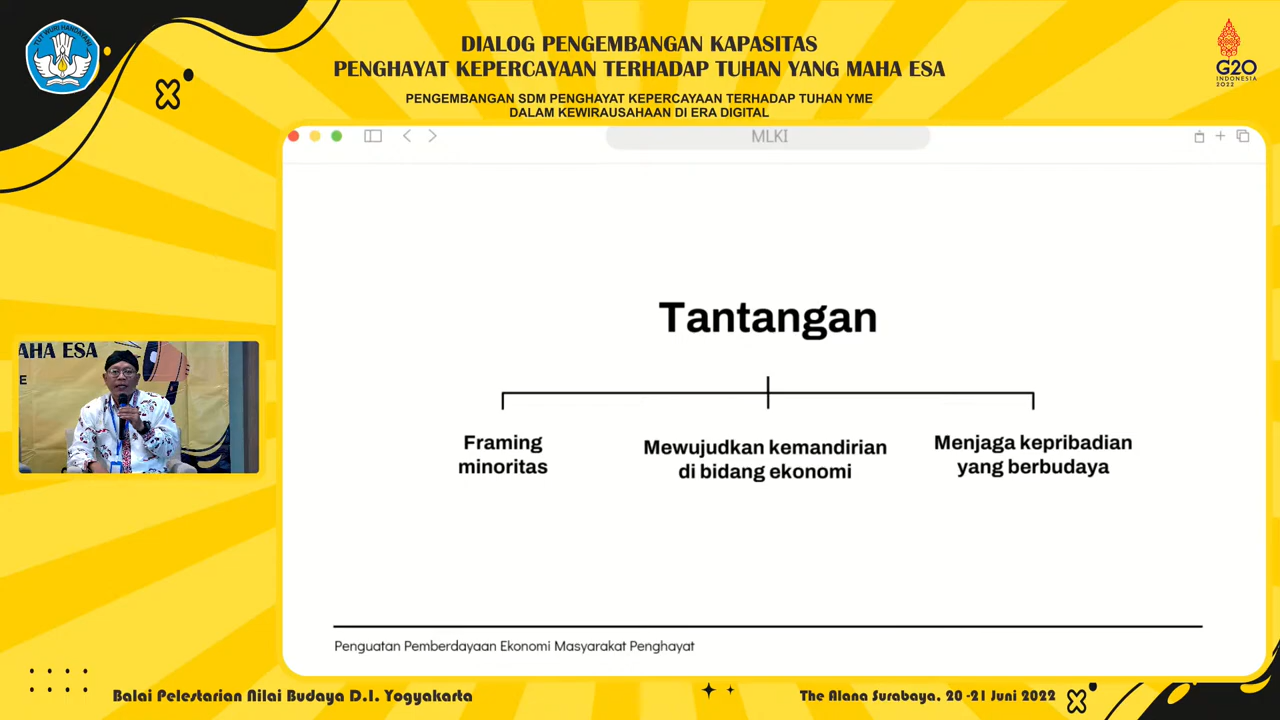 TUT WURI HANDAYANI
DIALOG PENGEMBANGAN KAPASITAS
PENGHAYAT KEPERCAYAAN TERHADAP TUHAN YANG MAHA ESA
PENGEMBANGAN SDM PENGHAYAT KEPERCAYAAN TERHADAP TUHAN YME
DALAM KEWIRAUSAHAAN DI ERA DIGITAL
G20
INDONESIA
2022
MLKI
Tantangan
Framing
minoritas
Mewujudkan kemandirian
di bidang ekonomi
Menjaga kepribadian
yang berbudaya
AHA ESA
E
Penguatan Pemberdayaan Ekonomi Masyarakat Penghayat
Balai Pelestarian Nilai Budaya D.I. Yogyakarta
The Alana Surabaya, 20 -21 Juni 2022